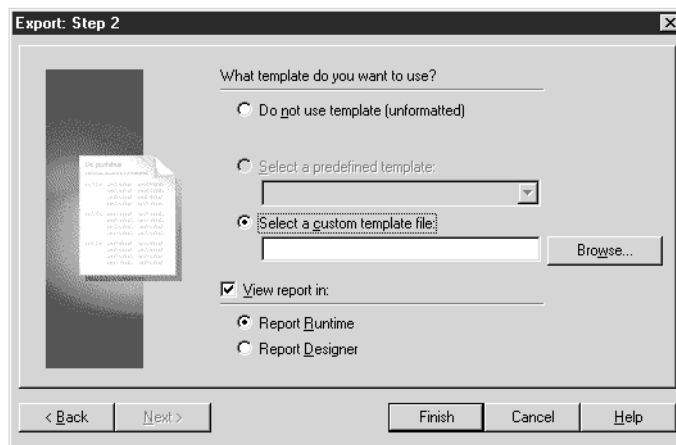 Export: Step 2
What template do you want to use?
Do not use template (unformatted)
Select a predefined template:
Select a custom template file:
Browse...
View report in:
Report Runtime
Report Designer
< Back
Next >
Finish
Cancel
Help